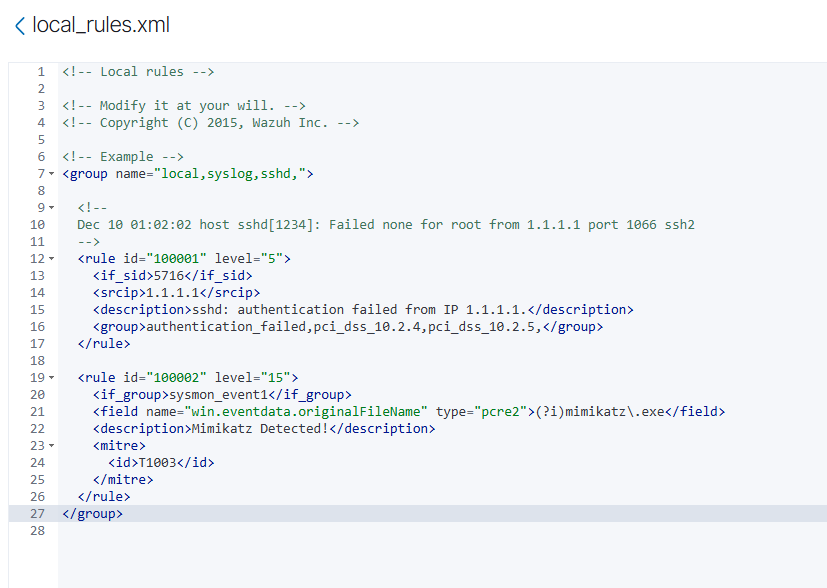 local_rules.xml
1 <!-- Local rules -->
2
3 <!-- Modify it at your will. -->
4 <!-- Copyright (C) 2015, Wazuh Inc. -->
5
6 <!-- Example -->
7 <group name="local,syslog,sshd,">
8
9 <!--
10 Dec 10 01:02:02 host sshd[1234]: Failed none for root from 1.1.1.1 port 1066 ssh2
11 -->
12 <rule id="100001" level="5">
13 <if_sid>5716</if_sid>
14 <srcip>1.1.1.1</srcip>
15 <description>sshd: authentication failed from IP 1.1.1.1.</description>
16 <group>authentication_failed,pci_dss_10.2.4,pci_dss_10.2.5,</group>
17 </rule>
18
19 <rule id="100002" level="15">
20 <if_group>sysmon_event1</if_group>
21 <field name="win.eventdata.originalFileName" type="pcre2">(?i)mimikatz\.exe</field>
22 <description>Mimikatz Detected!</description>
23 <mitre>
24 <id>T1003</id>
25 </mitre>
26 </rule>
27 </group>
28